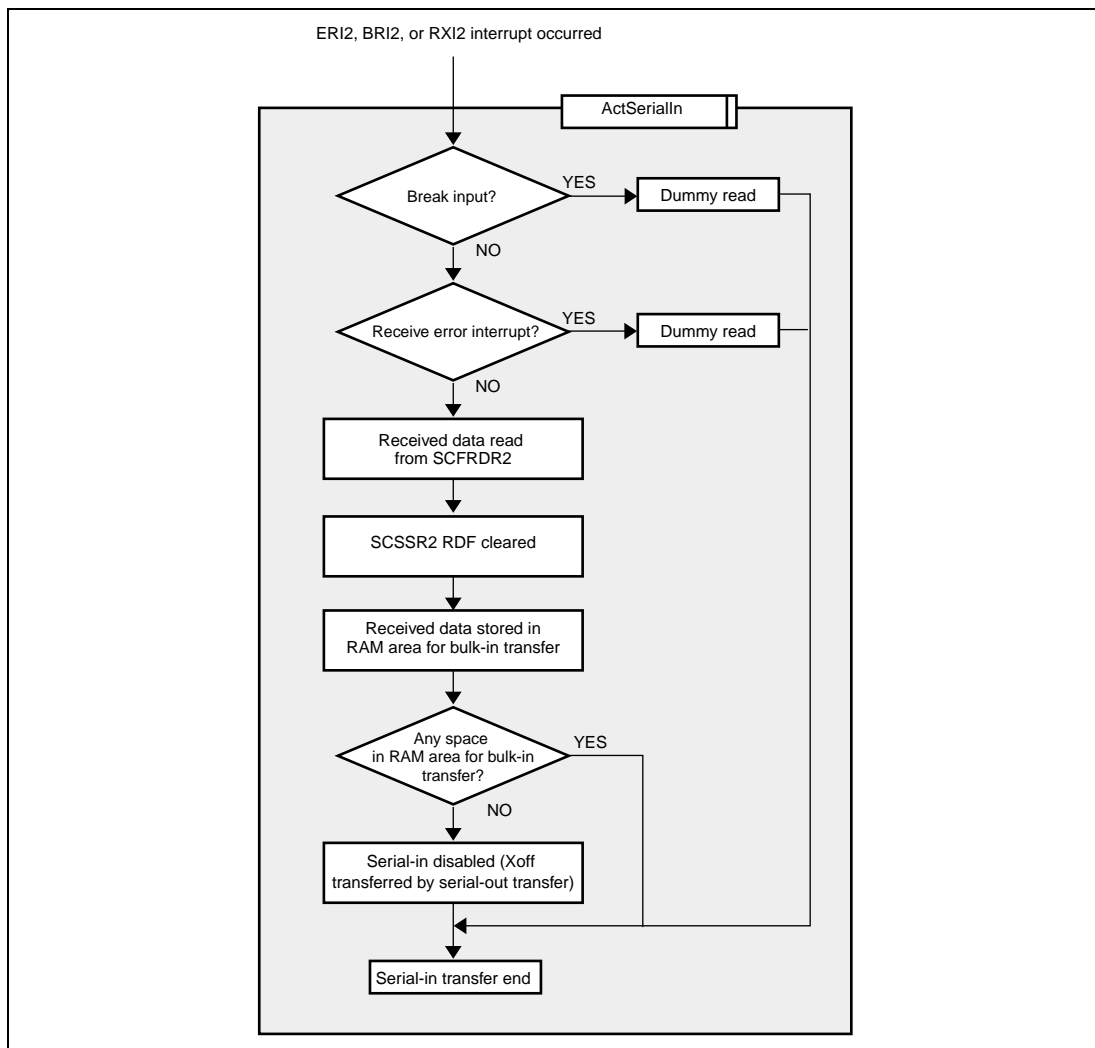 ERI2, BRI2, or RXI2 interrupt occurred
ActSerialIn
Break input?
YES
Dummy read
NO
Receive error interrupt?
YES
Dummy read
NO
Received data read
from SCFRDR2
SCSSR2 RDF cleared
Received data stored in
RAM area for bulk-in transfer
Any space
in RAM area for bulk-in
transfer?
YES
NO
Serial-in disabled (Xoff
transferred by serial-out transfer)
Serial-in transfer end